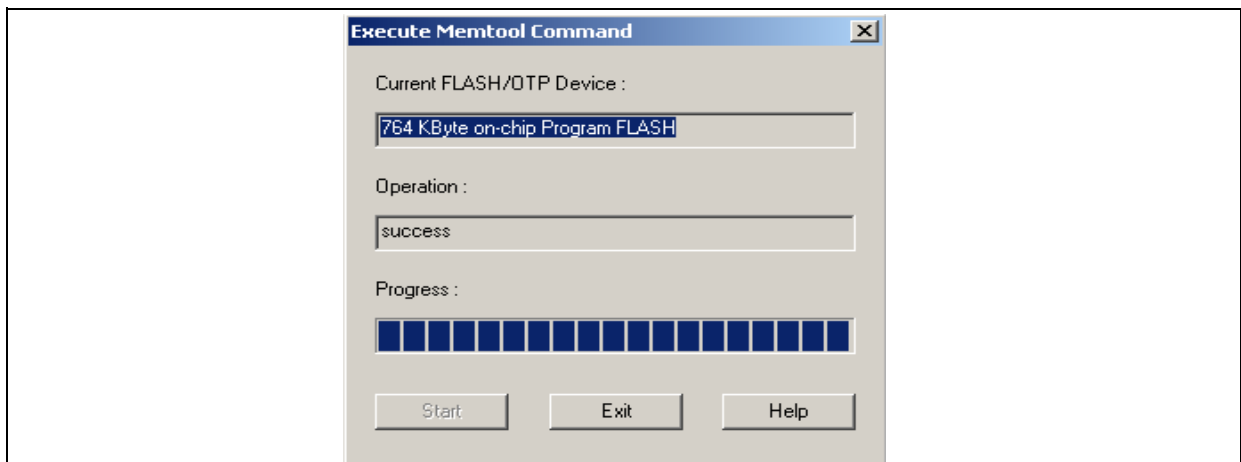 Execute Memtool Command
Current FLASH/OTP Device :
764 KByte on-chip Program FLASH
Operation :
success
Progress :
Start Exit Help